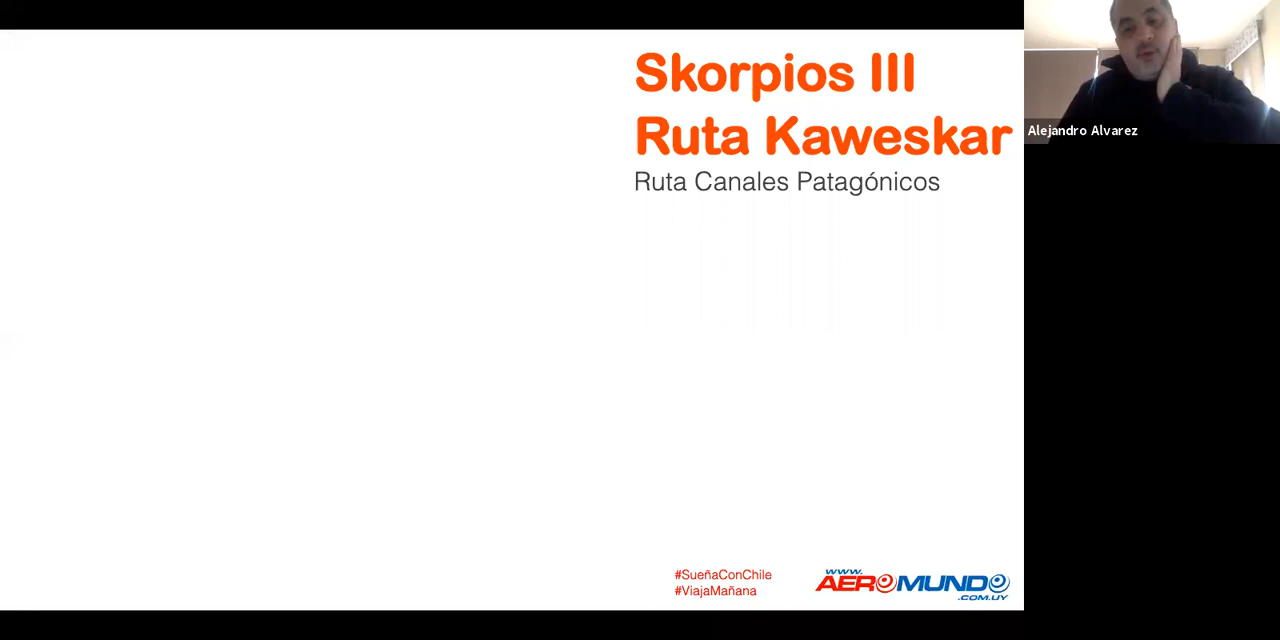 Skorpios III
Ruta Kaweskar
Ruta Canales Patagónicos
Alejandro Alvarez
#SueñaConChile
#ViajaMañana
WWW.
AEROMUNDO
.COM.UY